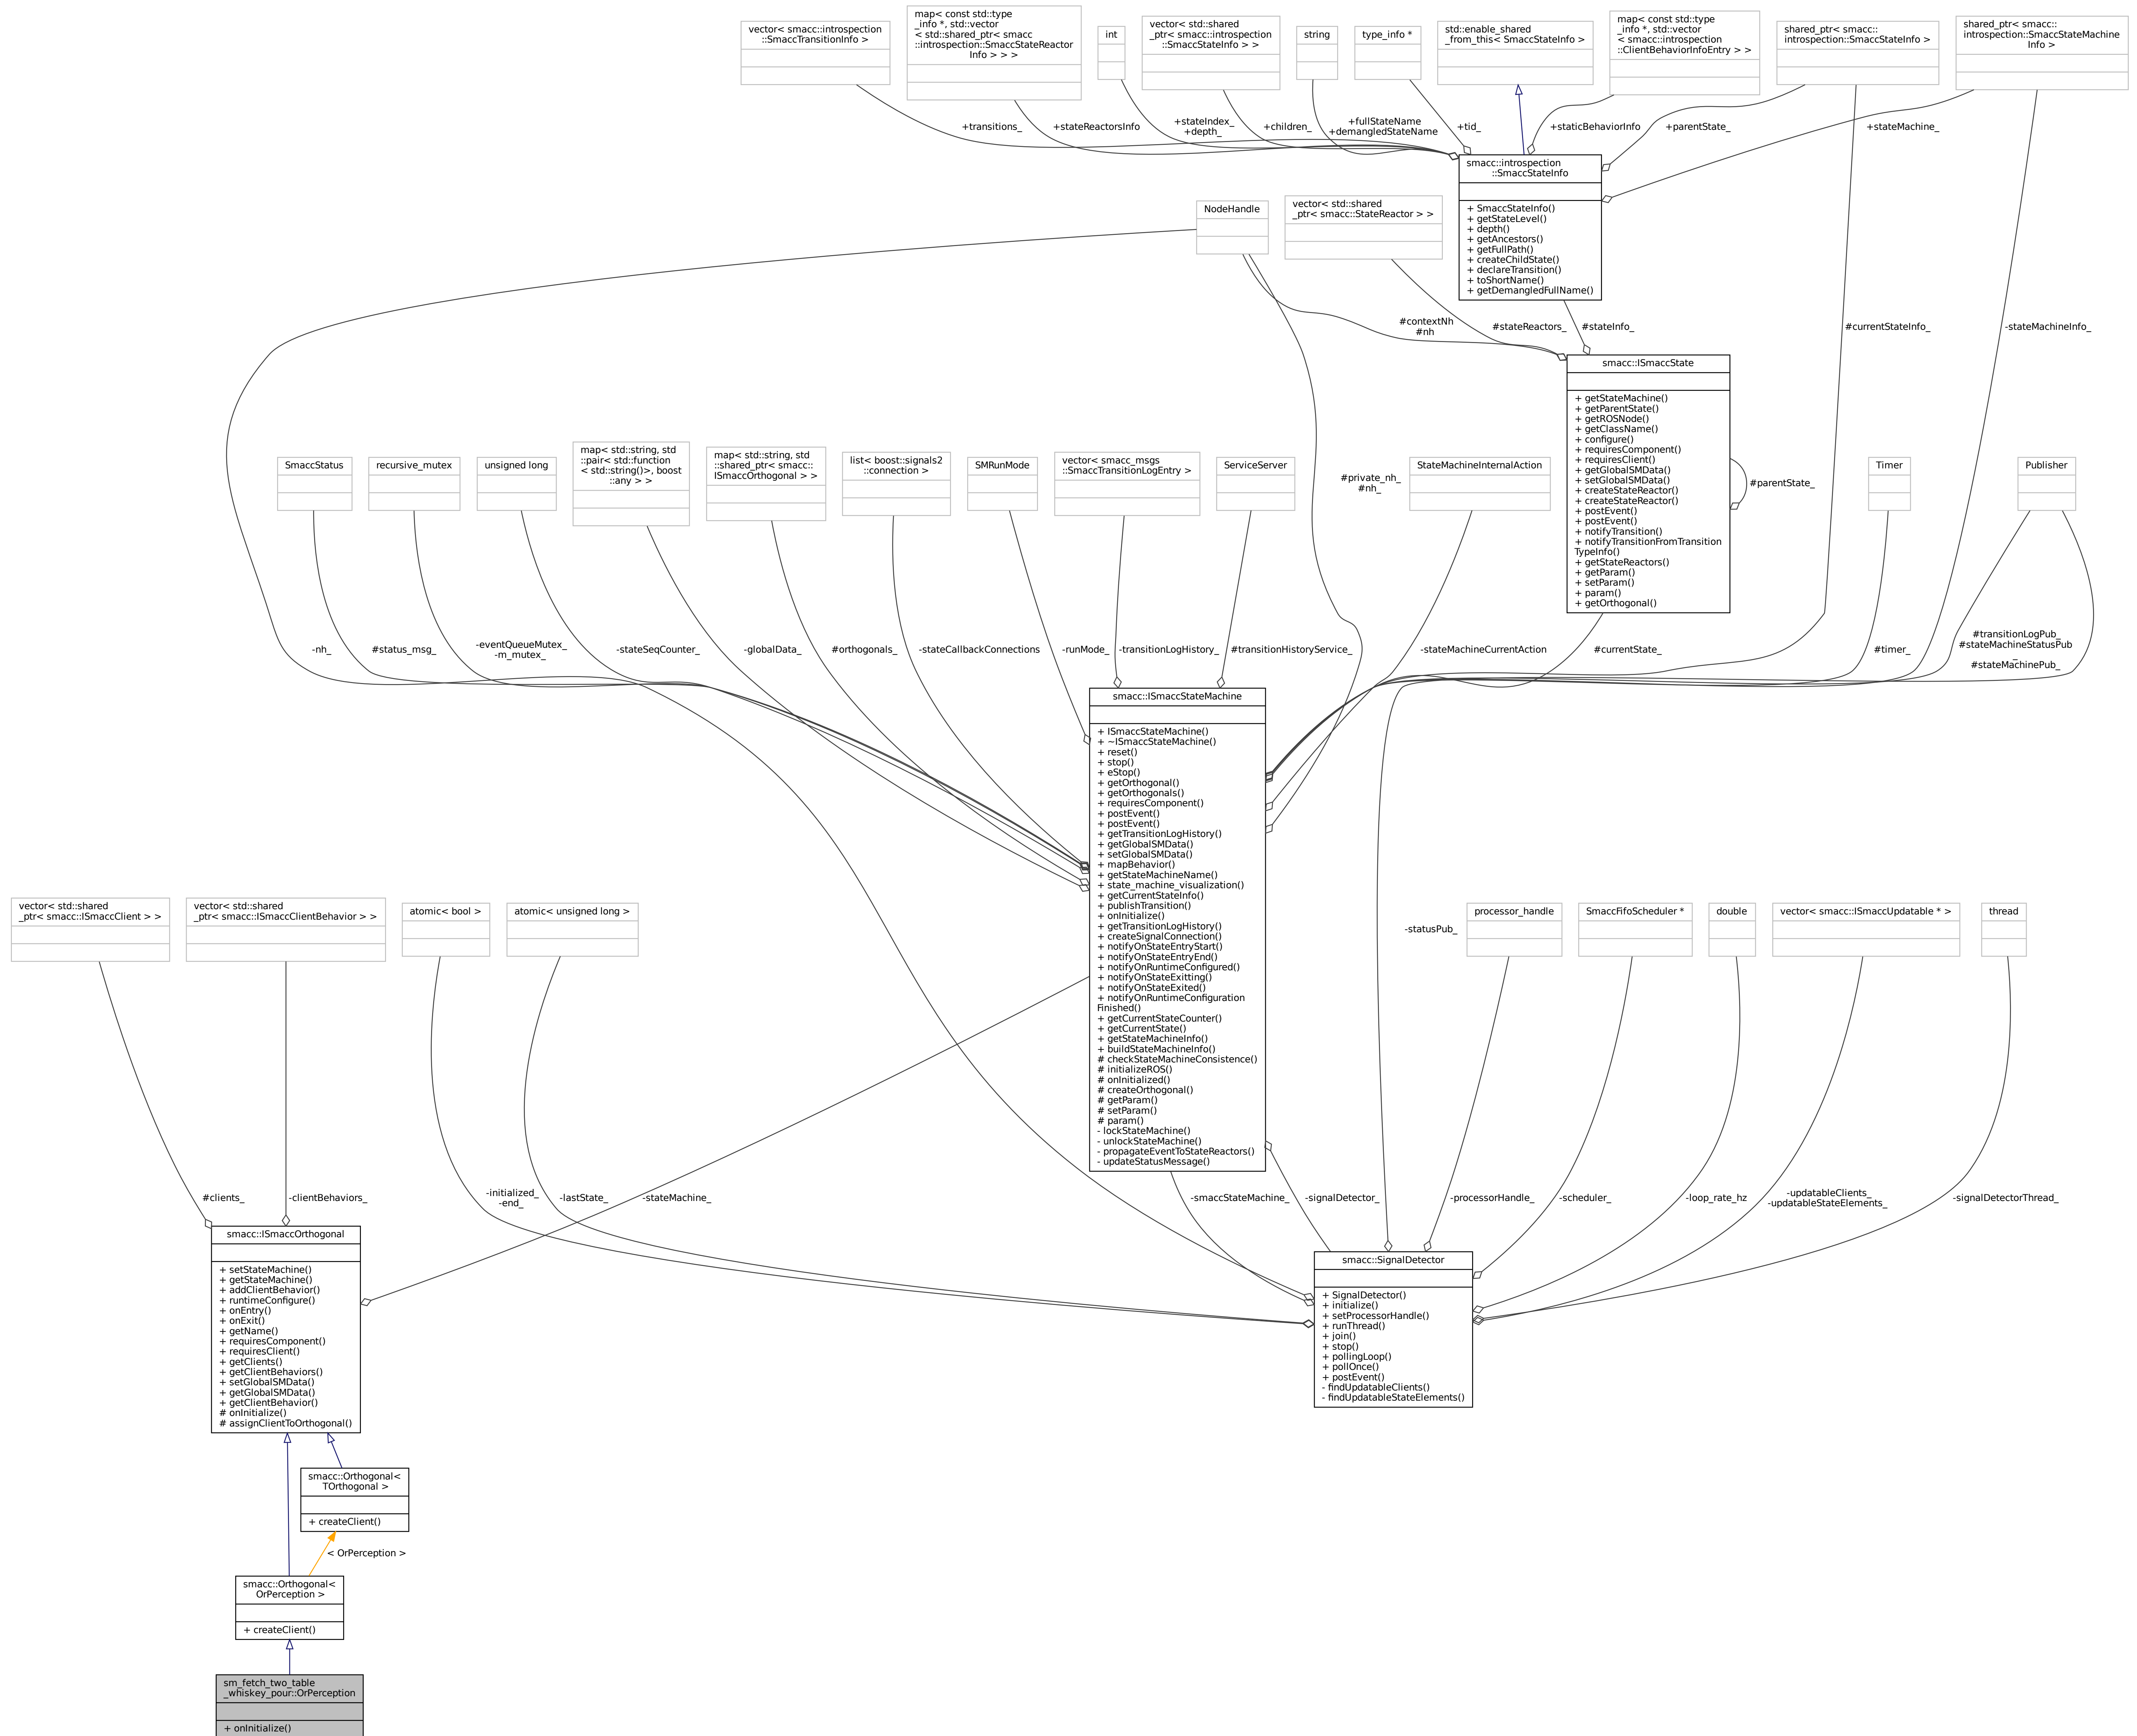 vector< smacc::introspection
::SmaccTransitionInfo >
map< const std::type
_info *, std::vector
< std::shared_ptr< smacc
::introspection::SmaccStateReactor
Info > > >
int
vector< std::shared
_ptr< smacc::introspection
::SmaccStateInfo > >
string
type_info *
std::enable_shared
_from_this< SmaccStateInfo >
map< const std::type
_info *, std::vector
< smacc::introspection
::ClientBehaviorInfoEntry > >
shared_ptr< smacc::
introspection::SmaccStateInfo >
shared_ptr< smacc::
introspection::SmaccStateMachine
Info >
+transitions_
+stateReactorsInfo
+stateIndex_
+depth_
+children_
+fullStateName
+demangledStateName
+tid_
+staticBehaviorInfo
+parentState_
+stateMachine_
smacc::introspection
::SmaccStateInfo
+ SmaccStateInfo()
+ getStateLevel()
+ depth()
+ getAncestors()
+ getFullPath()
+ createChildState()
+ declareTransition()
+ toShortName()
+ getDemangledFullName()
NodeHandle
vector< std::shared
_ptr< smacc::StateReactor > >
#contextNh
#nh
#stateReactors_
#stateInfo_
#currentStateInfo_
-stateMachineInfo_
smacc::ISmaccState
+ getStateMachine()
+ getParentState()
+ getROSNode()
+ getClassName()
+ configure()
+ requiresComponent()
+ requiresClient()
+ getGlobalSMData()
+ setGlobalSMData()
+ createStateReactor()
+ createStateReactor()
+ postEvent()
+ postEvent()
+ notifyTransition()
+ notifyTransitionFromTransition
TypeInfo()
+ getStateReactors()
+ getParam()
+ setParam()
+ param()
+ getOrthogonal()
#parentState_
SmaccStatus
recursive_mutex
unsigned long
map< std::string, std
::pair< std::function
< std::string()>, boost
::any > >
map< std::string, std
::shared_ptr< smacc::
ISmaccOrthogonal > >
list< boost::signals2
::connection >
SMRunMode
vector< smacc_msgs
::SmaccTransitionLogEntry >
ServiceServer
#private_nh_
#nh_
StateMachineInternalAction
Timer
Publisher
-nh_
#status_msg_
-eventQueueMutex_
-m_mutex_
-stateSeqCounter_
-globalData_
#orthogonals_
-stateCallbackConnections
-runMode_
-transitionLogHistory_
#transitionHistoryService_
-stateMachineCurrentAction
#currentState_
#timer_
#transitionLogPub_
#stateMachineStatusPub
_
#stateMachinePub_
smacc::ISmaccStateMachine
+ ISmaccStateMachine()
+ ~ISmaccStateMachine()
+ reset()
+ stop()
+ eStop()
+ getOrthogonal()
+ getOrthogonals()
+ requiresComponent()
+ postEvent()
+ postEvent()
+ getTransitionLogHistory()
+ getGlobalSMData()
+ setGlobalSMData()
+ mapBehavior()
+ getStateMachineName()
+ state_machine_visualization()
+ getCurrentStateInfo()
+ publishTransition()
+ onInitialize()
+ getTransitionLogHistory()
+ createSignalConnection()
+ notifyOnStateEntryStart()
+ notifyOnStateEntryEnd()
+ notifyOnRuntimeConfigured()
+ notifyOnStateExitting()
+ notifyOnStateExited()
+ notifyOnRuntimeConfiguration
Finished()
+ getCurrentStateCounter()
+ getCurrentState()
+ getStateMachineInfo()
+ buildStateMachineInfo()
# checkStateMachineConsistence()
# initializeROS()
# onInitialized()
# createOrthogonal()
# getParam()
# setParam()
# param()
- lockStateMachine()
- unlockStateMachine()
- propagateEventToStateReactors()
- updateStatusMessage()
vector< std::shared
_ptr< smacc::ISmaccClient > >
vector< std::shared
_ptr< smacc::ISmaccClientBehavior > >
atomic< bool >
atomic< unsigned long >
-statusPub_
processor_handle
SmaccFifoScheduler *
double
vector< smacc::ISmaccUpdatable * >
thread
#clients_
-clientBehaviors_
-initialized_
-end_
-lastState_
-stateMachine_
-smaccStateMachine_
-signalDetector_
-processorHandle_
-scheduler_
-loop_rate_hz
-updatableClients_
-updatableStateElements_
-signalDetectorThread_
smacc::ISmaccOrthogonal
+ setStateMachine()
+ getStateMachine()
+ addClientBehavior()
+ runtimeConfigure()
+ onEntry()
+ onExit()
+ getName()
+ requiresComponent()
+ requiresClient()
+ getClients()
+ getClientBehaviors()
+ setGlobalSMData()
+ getGlobalSMData()
+ getClientBehavior()
# onInitialize()
# assignClientToOrthogonal()
smacc::SignalDetector
+ SignalDetector()
+ initialize()
+ setProcessorHandle()
+ runThread()
+ join()
+ stop()
+ pollingLoop()
+ pollOnce()
+ postEvent()
- findUpdatableClients()
- findUpdatableStateElements()
smacc::Orthogonal<
TOrthogonal >
+ createClient()
< OrPerception >
smacc::Orthogonal<
OrPerception >
+ createClient()
sm_fetch_two_table
_whiskey_pour::OrPerception
+ onInitialize()